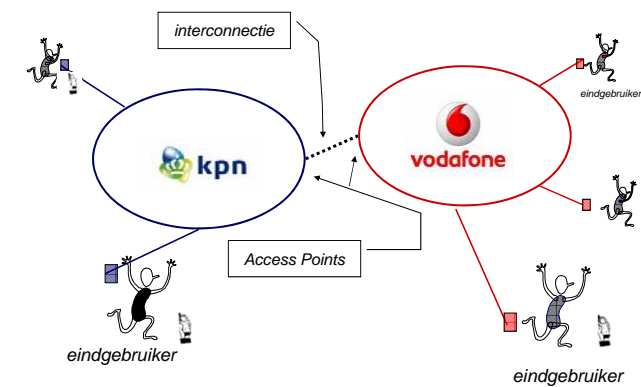 interconnectie
eindgebruiker
kpn
vodafone
Access Points
eindgebruiker
eindgebruiker